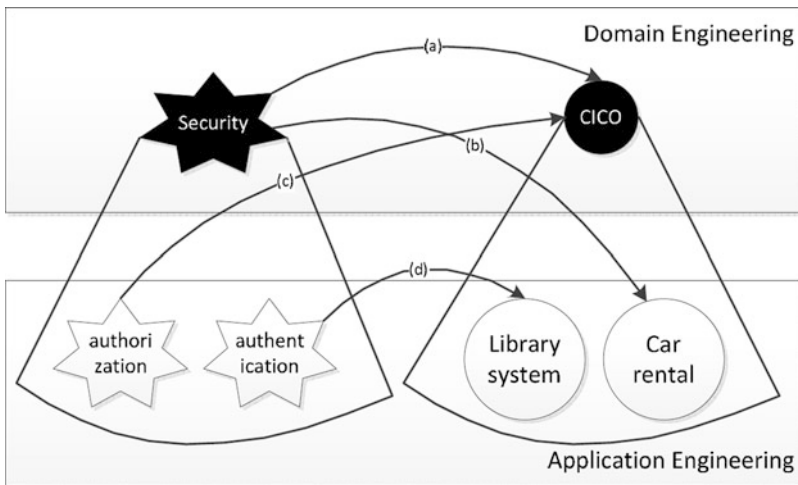 Domain Engineering
(a)
Security
CICO
(b)
(c)
(d)
authori
zation
authent
ication
Library
system
Car
rental
Application Engineering